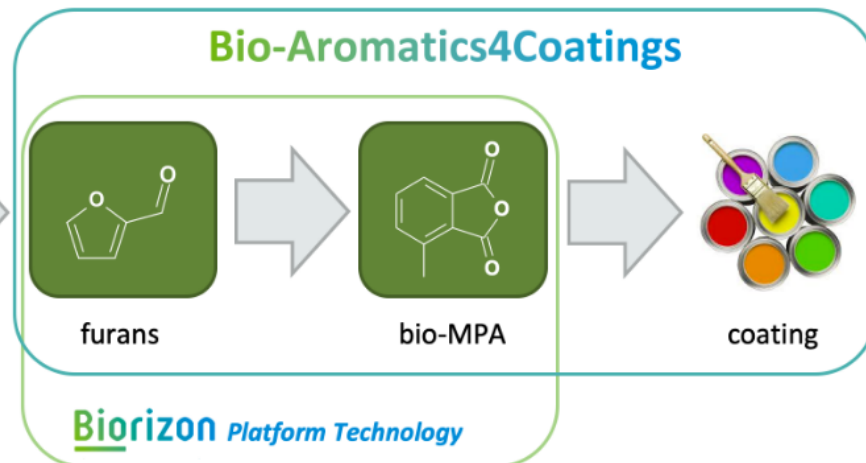 Bio-Aromatics4Coatings
O
O
O
O
O
furans
bio-MPA
coating
Biorizon Platform Technology